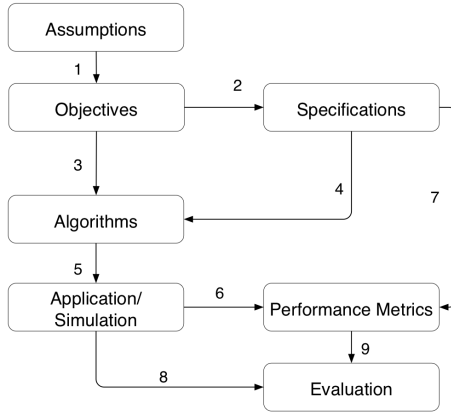 Assumptions
1
2
Objectives
Specifications
3
4
7
Algorithms
5
6
Application/
Simulation
Performance Metrics
9
8
Evaluation